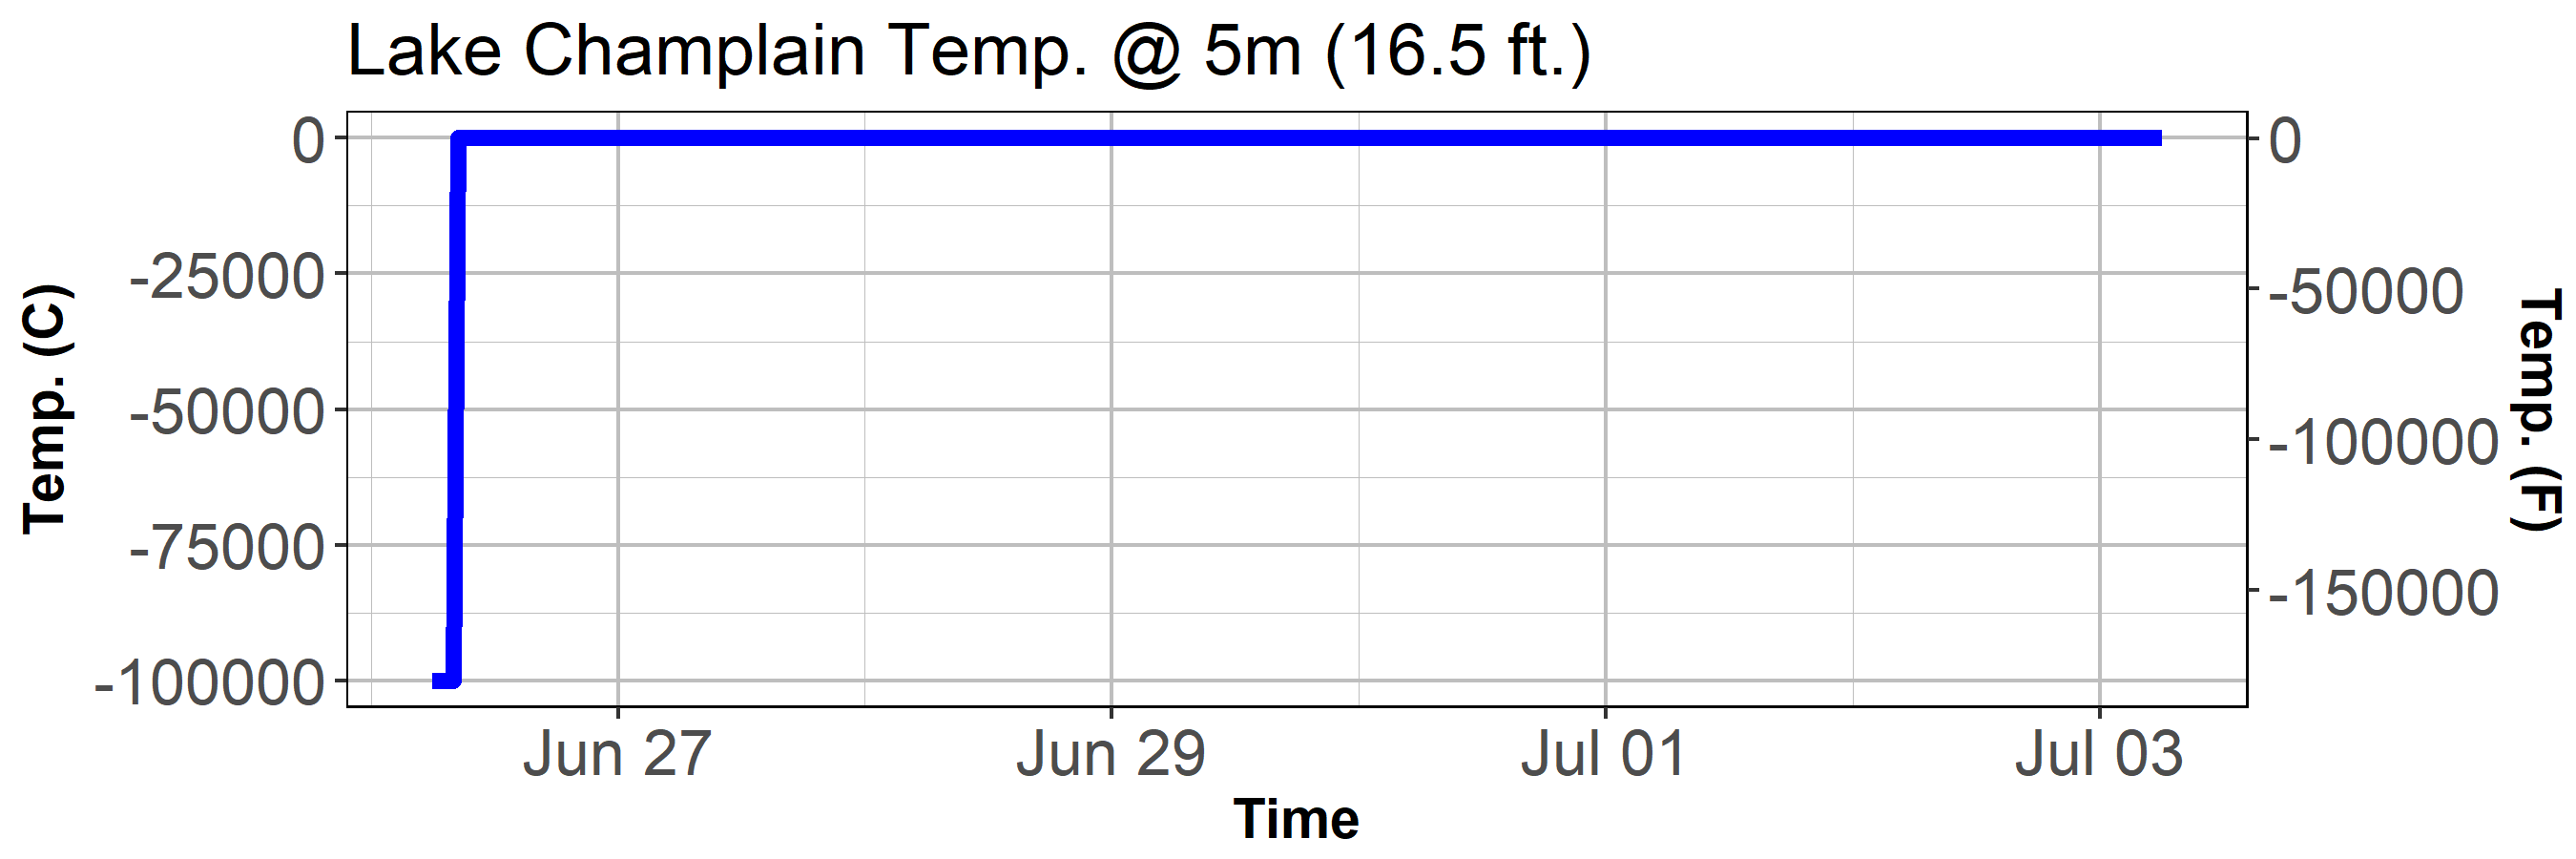 Lake Champlain Temp. @ 5m (16.5 ft.)
Temp. (C)
0
-25000
-50000
-75000
-100000
0
-50000
-100000
-150000
Temp. (F)
Jun 27 Jun 29 Jul 01 Jul 03
Time